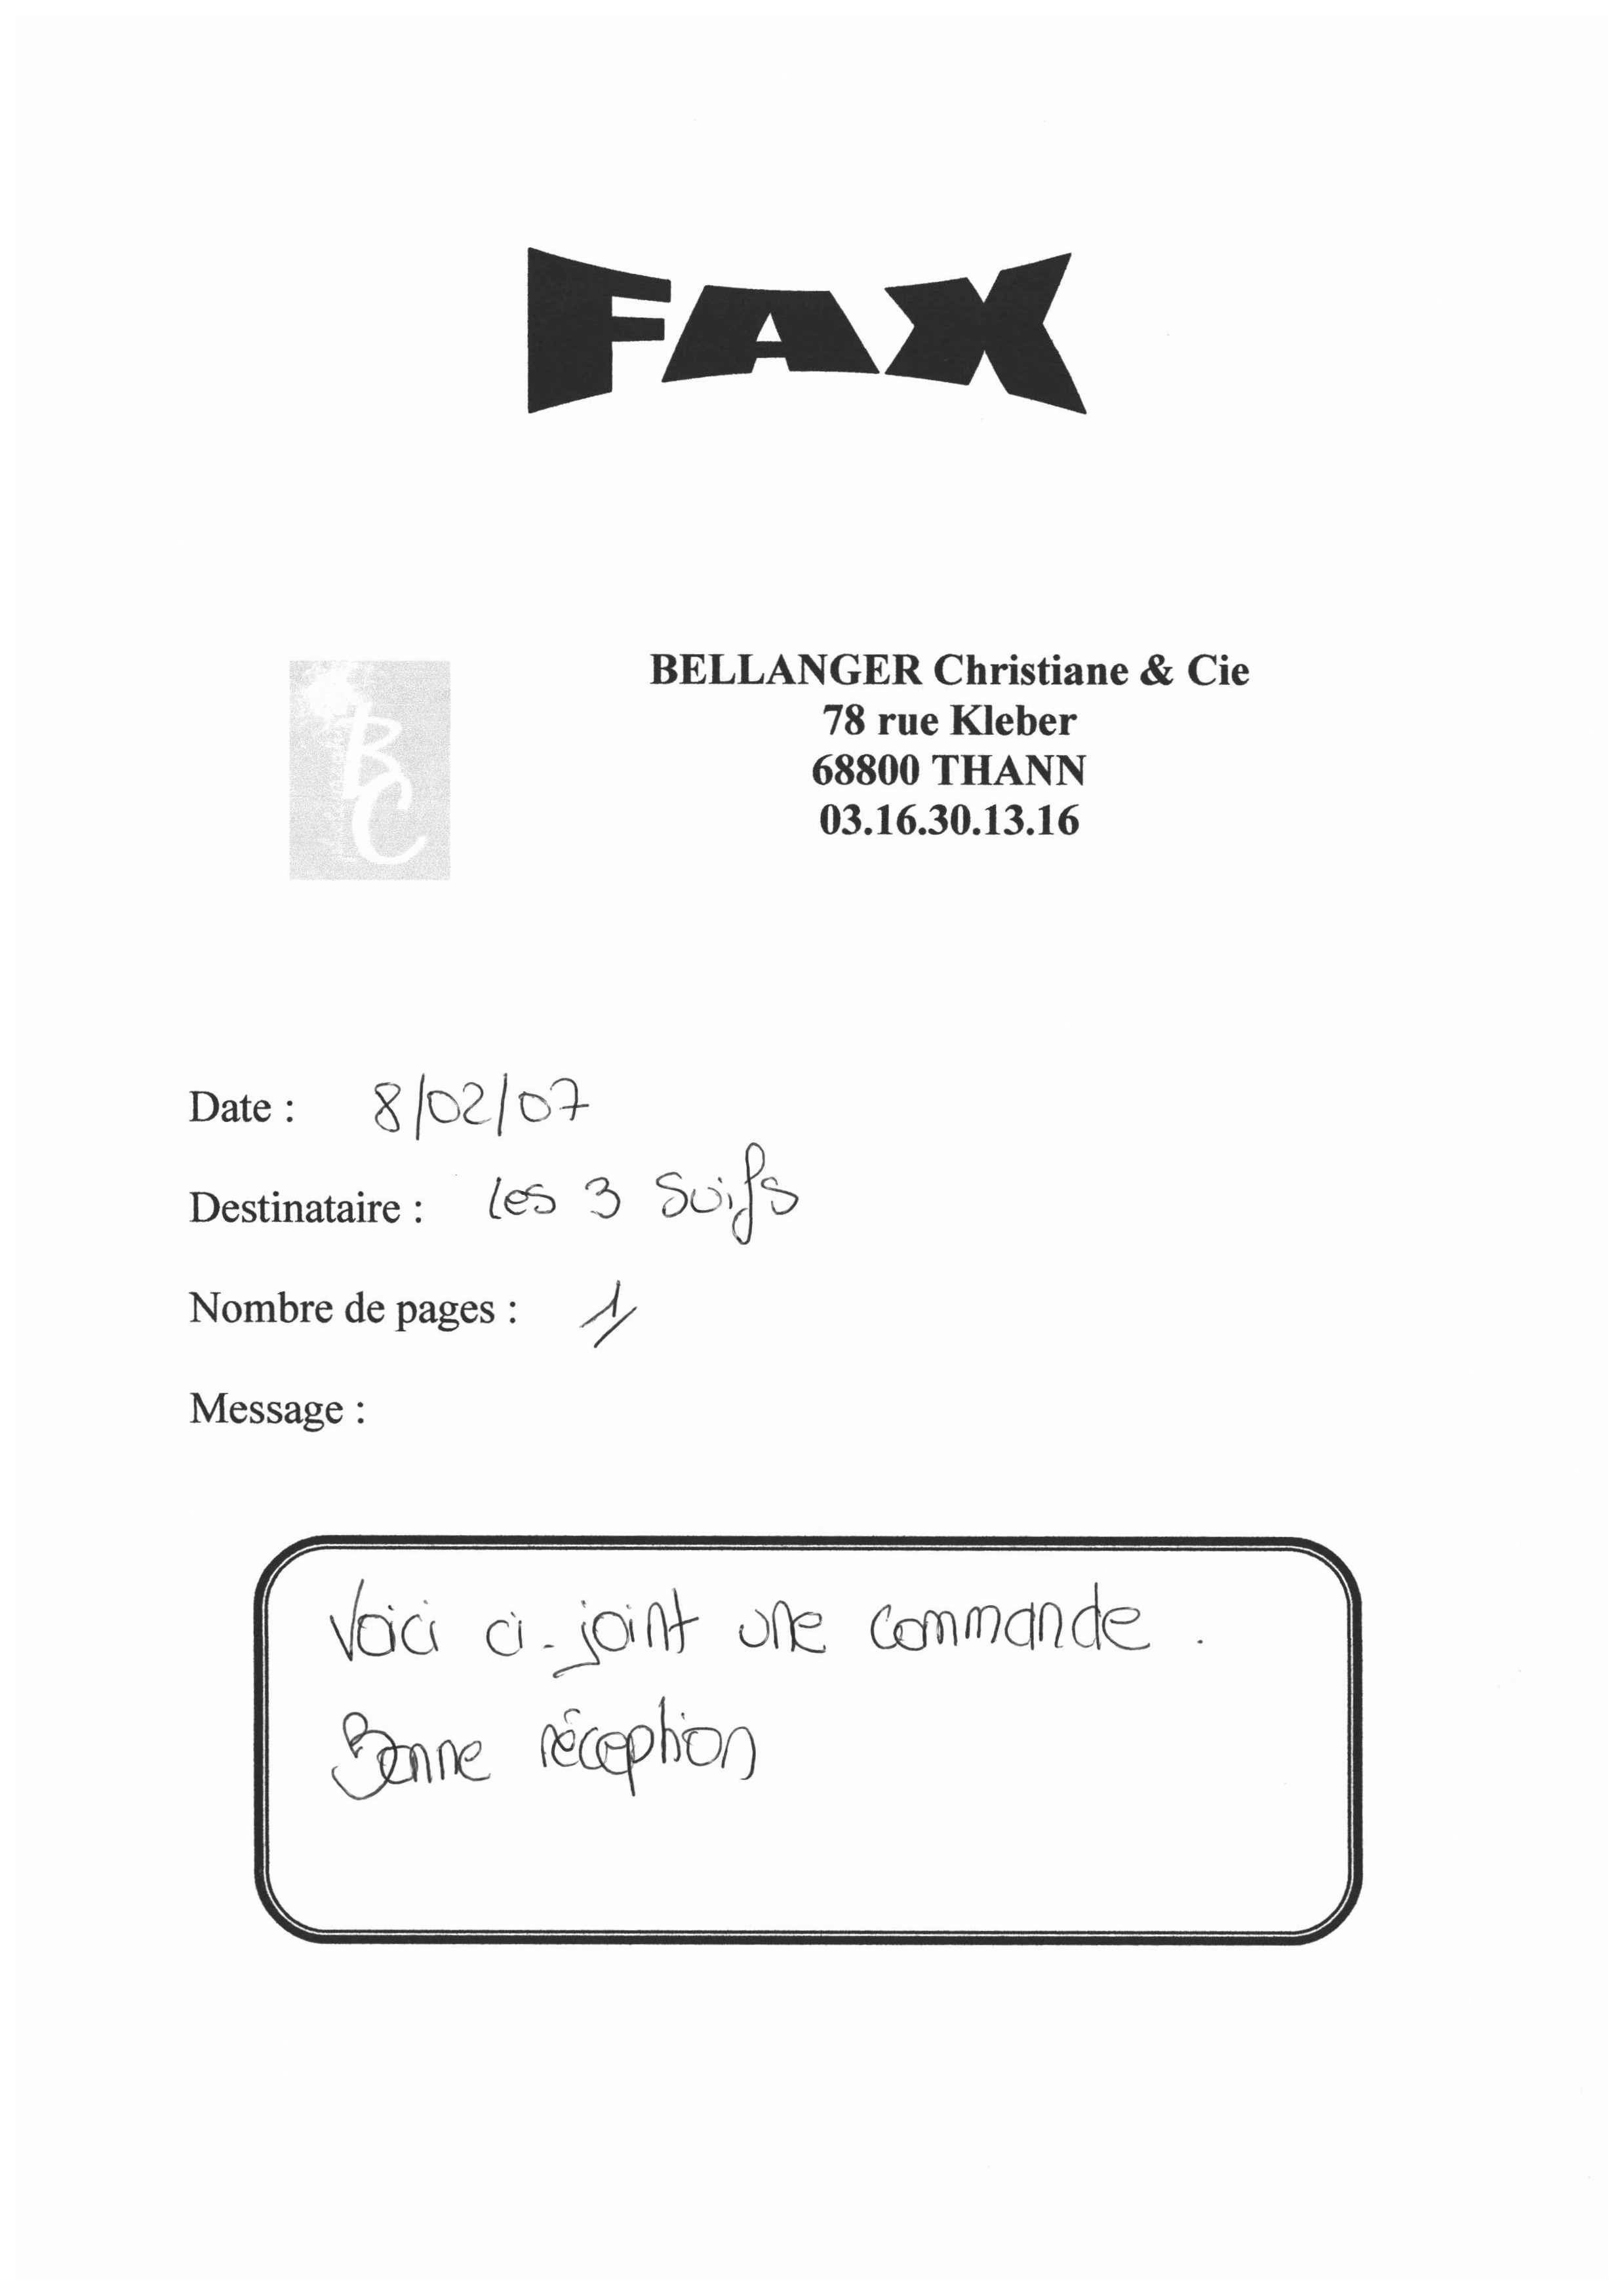 FAX
BC
BELLANGER Christiane & Cie
78 rue Kleber
68800 THANN
03.16.30.13.16
Date : 8/02/07
Destinataire : les 3 Suifs
Nombre de pages : 1
Message :
Voici ci-joint une commande.
Bonne réception